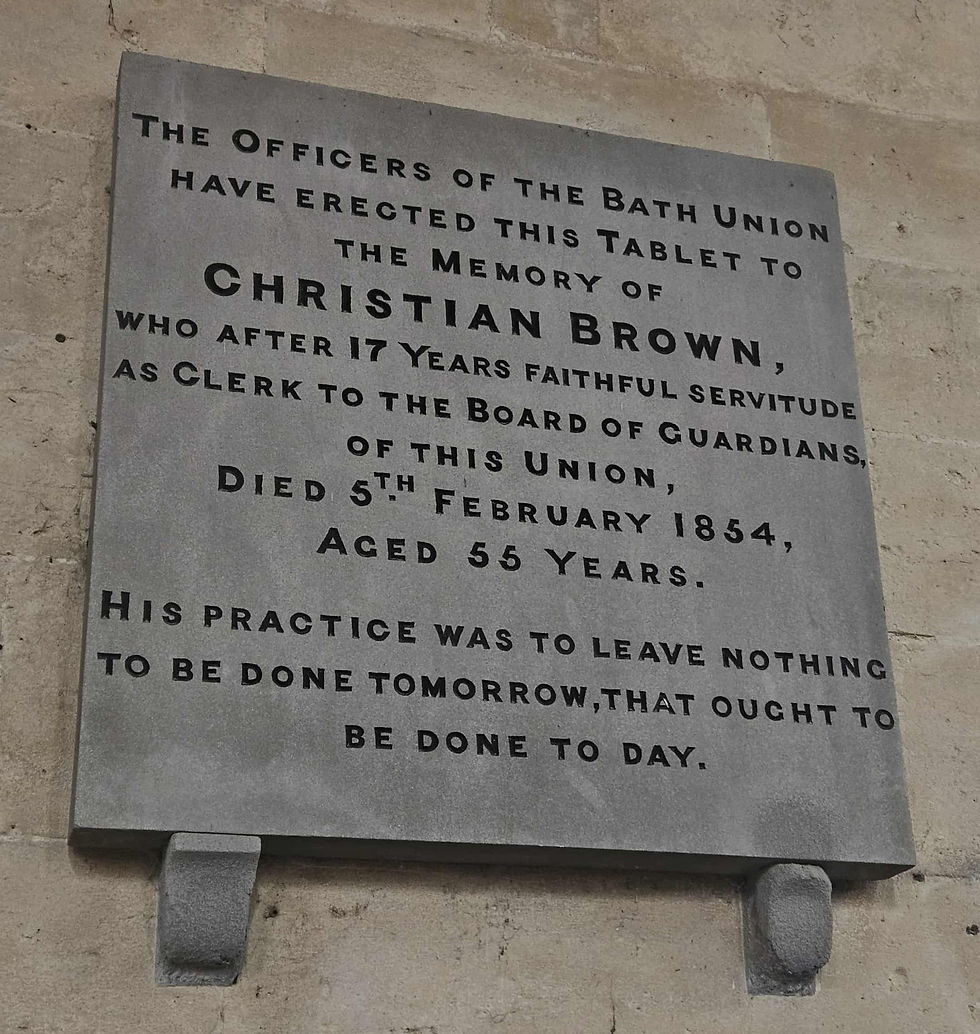 The Officers of the Bath Union
have erected this Tablet to
the Memory of
Christian Brown,
who after 17 Years faithful servitude
as Clerk to the Board of Guardians,
of this Union,
Died 5th February 1854,
Aged 55 Years.
His practice was to leave nothing
to be done tomorrow, that ought to
be done to day.